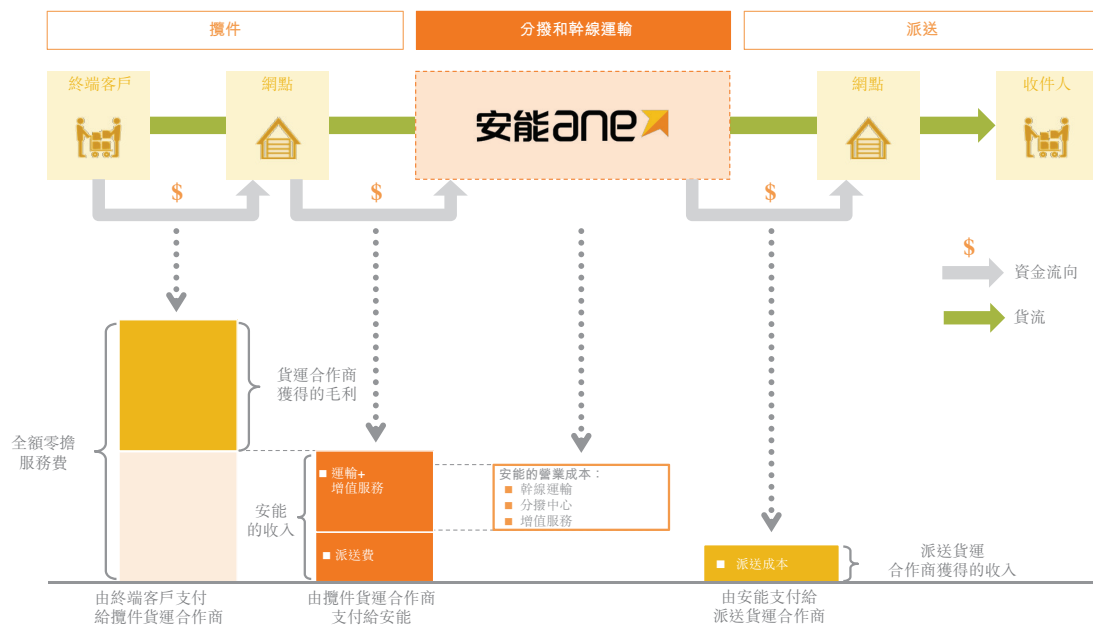 攬件
分撥和幹線運輸
派送
終端客戶
網點
安能ane
網點
收件人
$
$
$
$
資金流向
貨流
貨運合作商
獲得的毛利
全額零擔
服務費
安能
的收入
運輸+
增值服務
派送費
安能的營業成本：
幹線運輸
分撥中心
增值服務
派送成本
派送貨運
合作商獲得的收入
由終端客戶支付
給攬件貨運合作商
由攬件貨運合作商
支付給安能
由安能支付給
派送貨運合作商